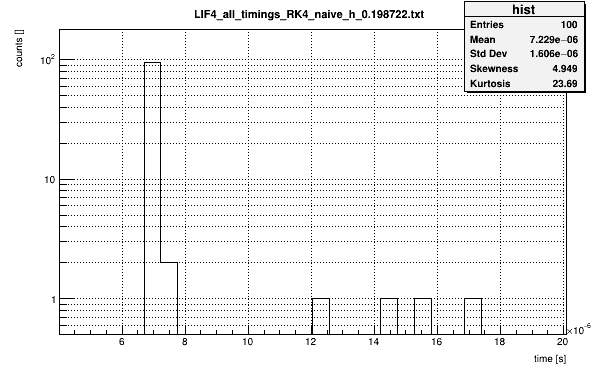 LIF4_all_timings_RK4_naive_h_0.198722.txt
hist
Entries 100
Mean 7.229e−06
Std Dev 1.606e−06
Skewness 4.949
Kurtosis 23.69
counts []
10²
10
1
6 8 10 12 14 16 18 20
×10⁻⁶
time [s]